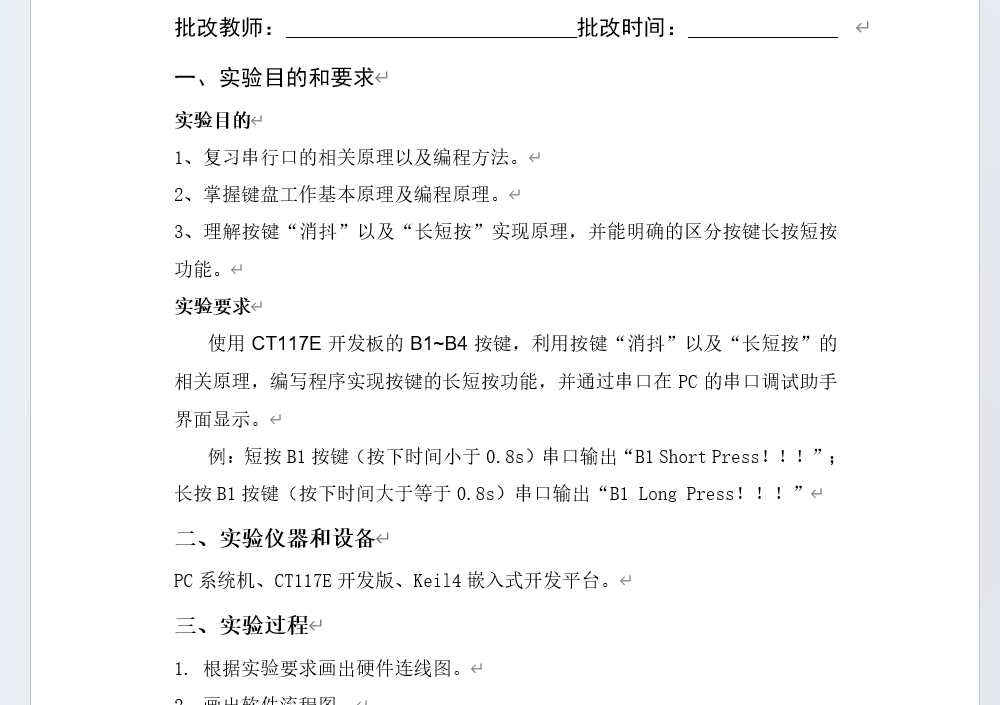 批改教师：
批改时间：
一、实验目的和要求
实验目的
1、复习串行口的相关原理以及编程方法。
2、掌握键盘工作基本原理及编程原理。
3、理解按键“消抖”以及“长短按”实现原理，并能明确的区分按键长按短按
功能。
实验要求
使用 CT117E 开发板的 B1~B4 按键，利用按键“消抖”以及“长短按”的
相关原理，编写程序实现按键的长短按功能，并通过串口在 PC 的串口调试助手
界面显示。
例：短按 B1 按键（按下时间小于 0.8s）串口输出“B1 Short Press！！！”；
长按 B1 按键（按下时间大于等于 0.8s）串口输出“B1 Long Press！！！”
二、实验仪器和设备
PC 系统机、CT117E 开发版、Keil4 嵌入式开发平台。
三、实验过程
1. 根据实验要求画出硬件连线图。
2. 画出软件流程图。